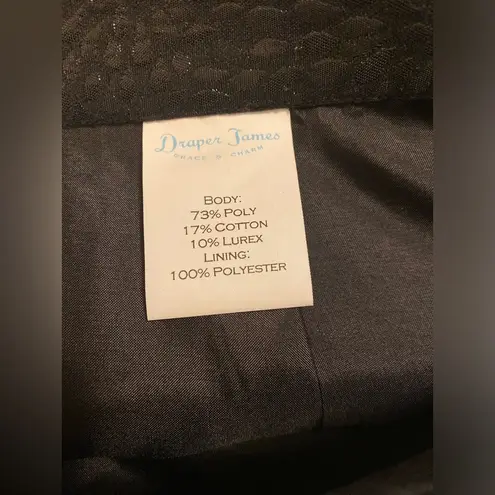 Draper James
GRACE & CHARM
BODY:
73% POLY
17% COTTON
10% LUREX
LINING:
100% POLYESTER